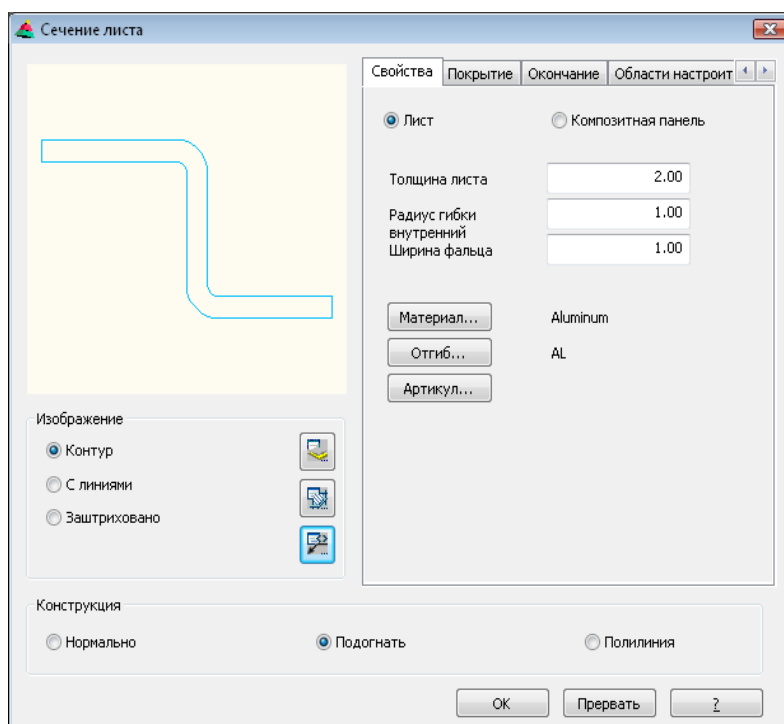 Сечение листа
Свойства
Покрытие
Окончание
Области настроит
Лист
Композитная панель
Толщина листа
2.00
Радиус гибки
внутренний
1.00
Ширина фальца
1.00
Материал...
Aluminum
Отгиб...
AL
Артикул...
Изображение
Контур
С линиями
Заштриховано
Конструкция
Нормально
Подогнать
Полилиния
OK
Прервать
?